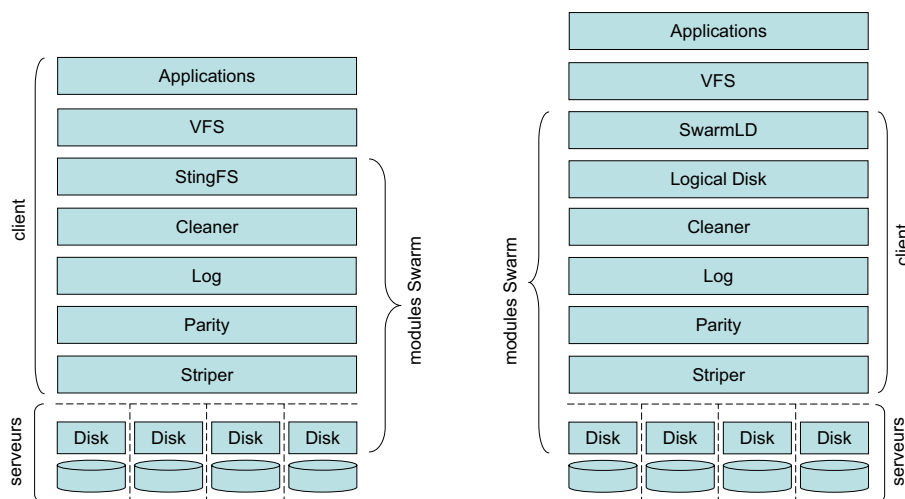 client
Applications
VFS
StingFS
Cleaner
Log
Parity
Striper
modules Swarm
serveurs
Disk Disk Disk Disk
Applications
VFS
SwarmLD
Logical Disk
Cleaner
Log
Parity
Striper
modules Swarm
client
Disk Disk Disk Disk
serveurs